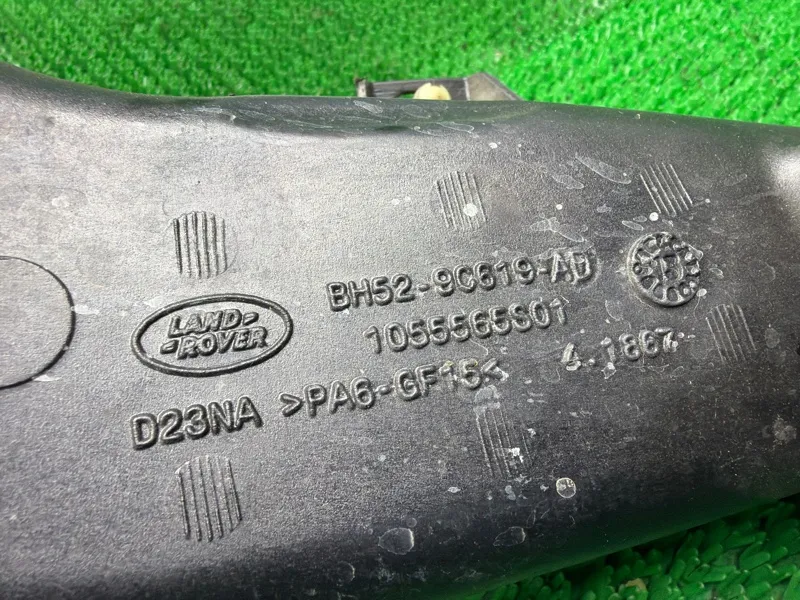 BH52-9C619-AD
LAND-
-ROVER
1055565S01
D23NA >PA6-GF15<
4.1867